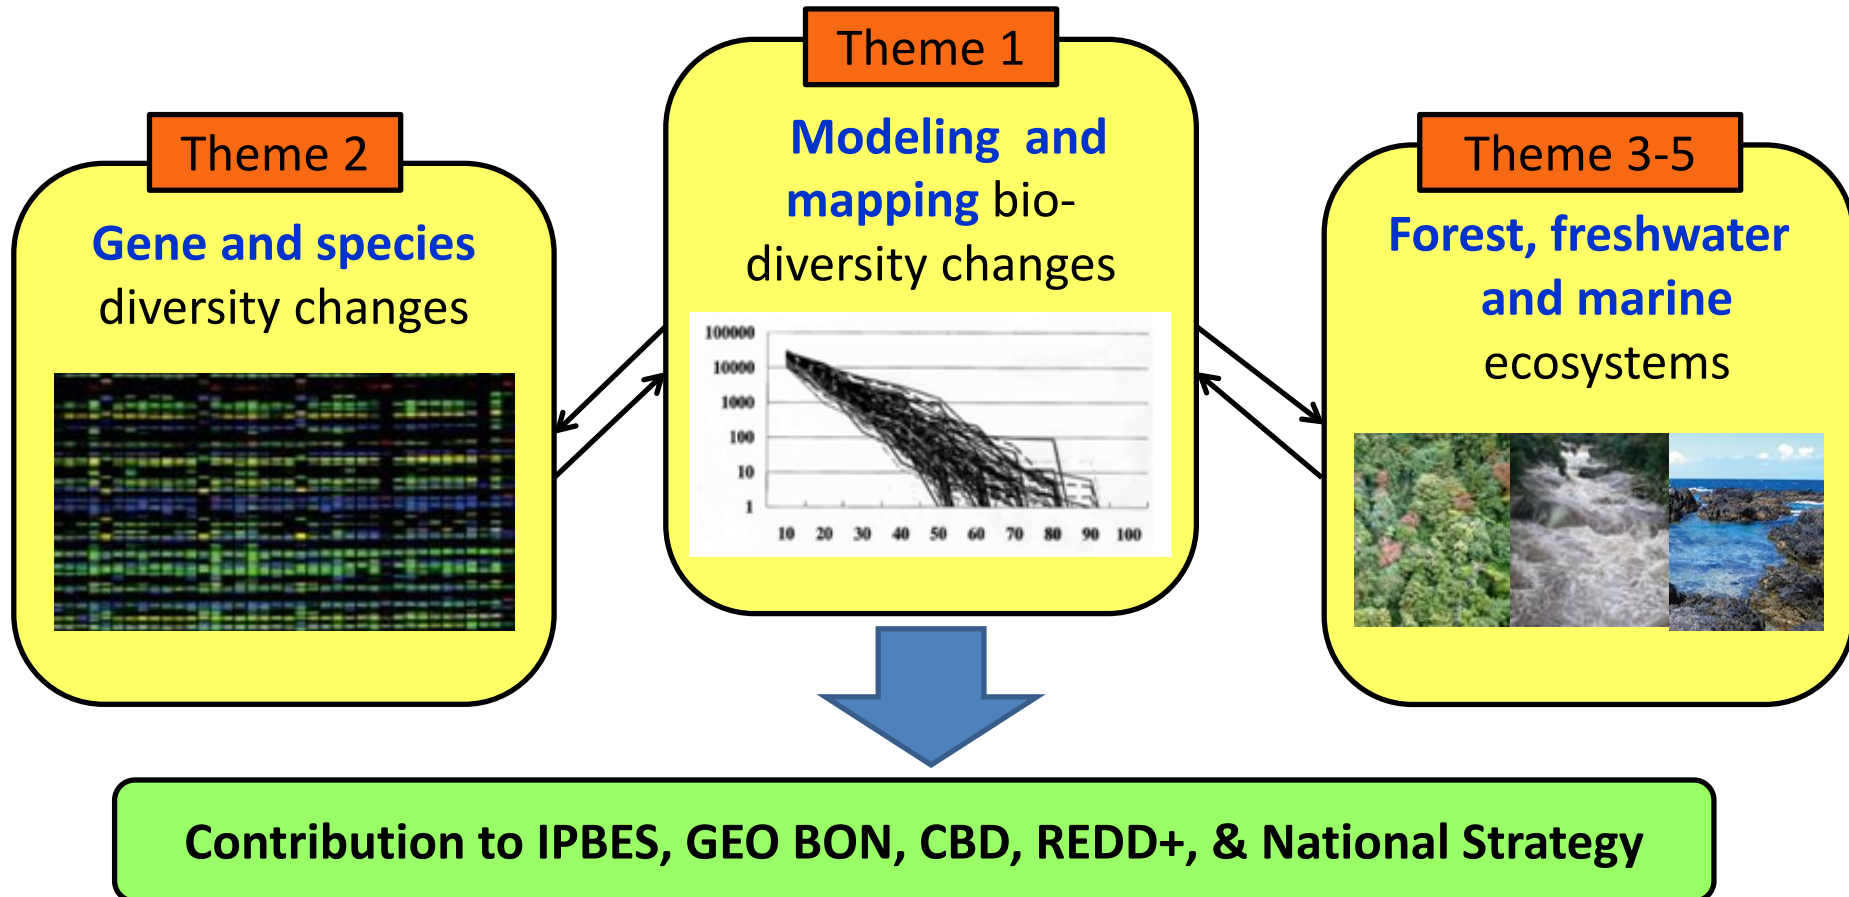 Theme 1
Modeling and
mapping bio-
diversity changes
100000
10000
1000
100
10
1
10 20 30 40 50 60 70 80 90 100
Theme 2
Gene and species
diversity changes
Theme 3-5
Forest, freshwater
and marine
ecosystems
Contribution to IPBES, GEO BON, CBD, REDD+, & National Strategy